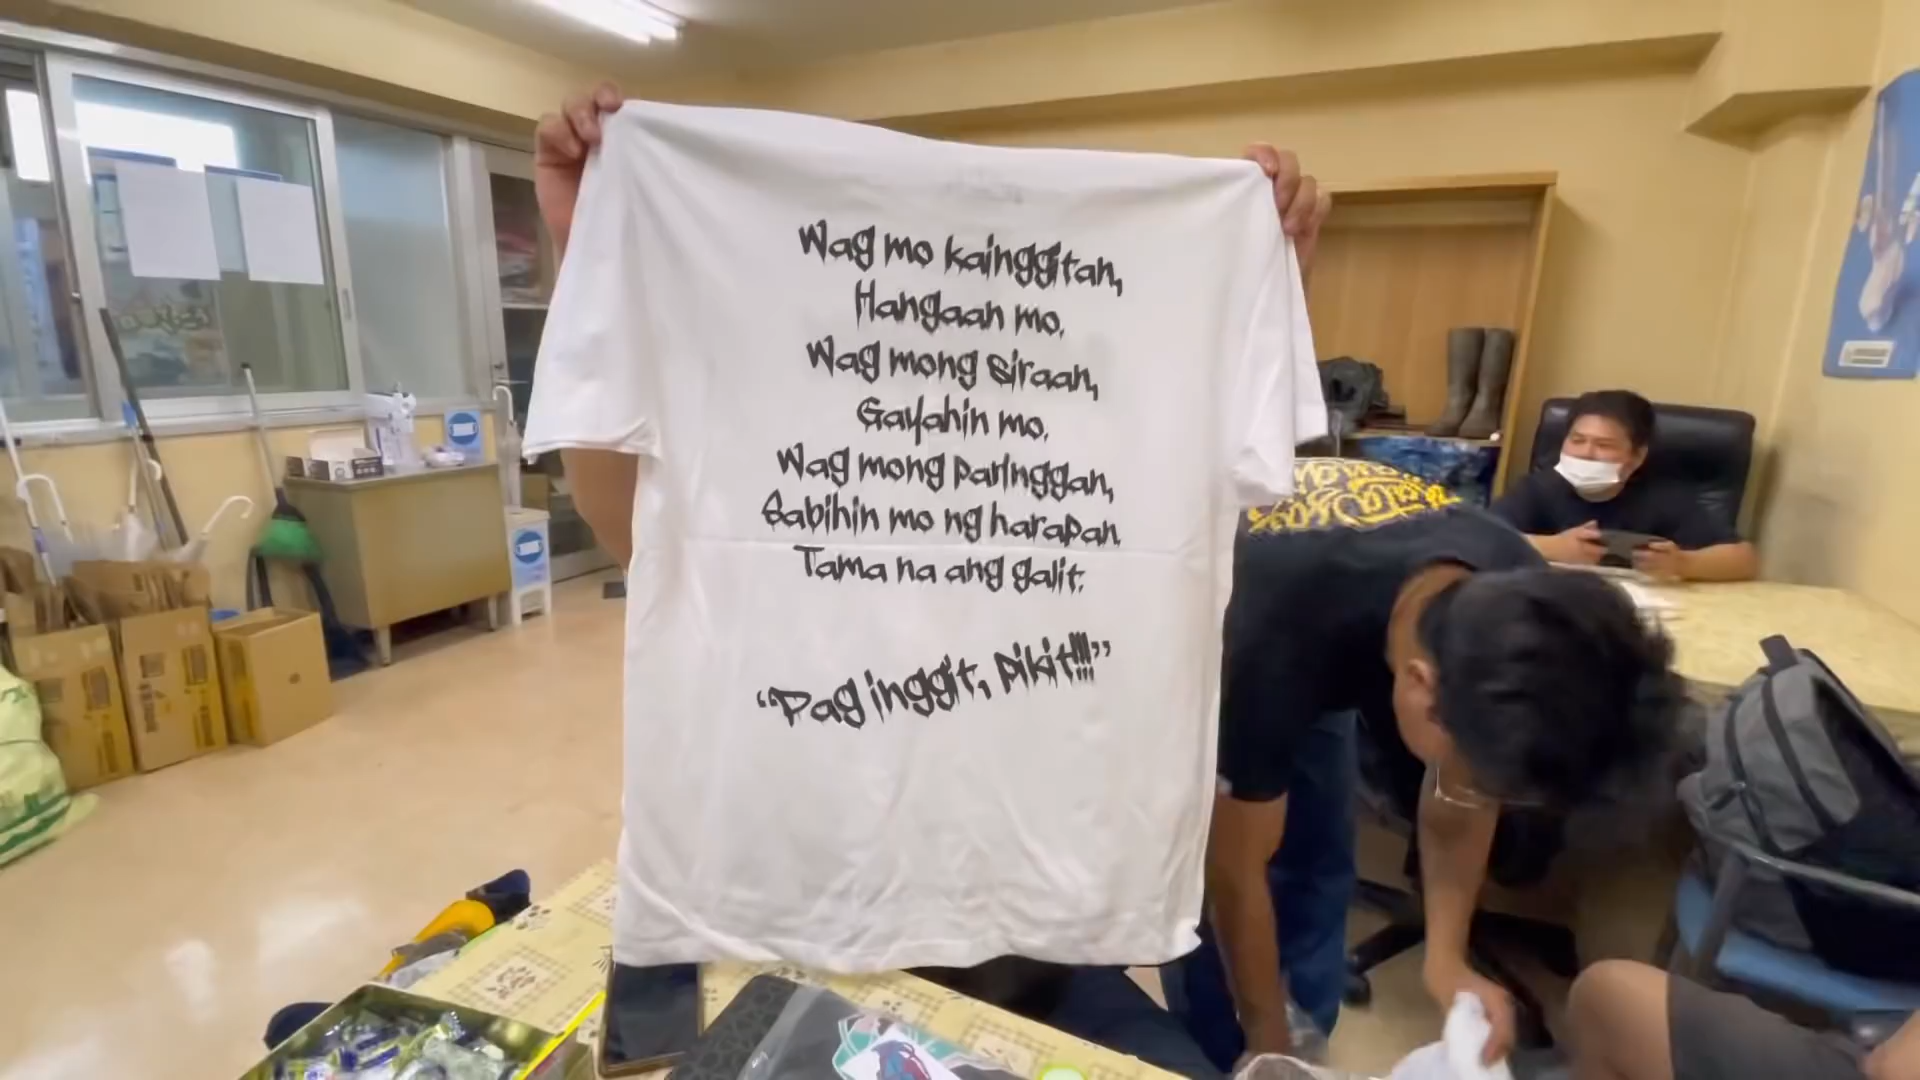 Wag mo kainggitan,
Hangaan mo.
Wag mong siraan,
Gayahin mo.
Wag mong paringgan,
Sabihin mo ng harapan.
Tama na ang galit.
“Pag inggit, pikit!!!”